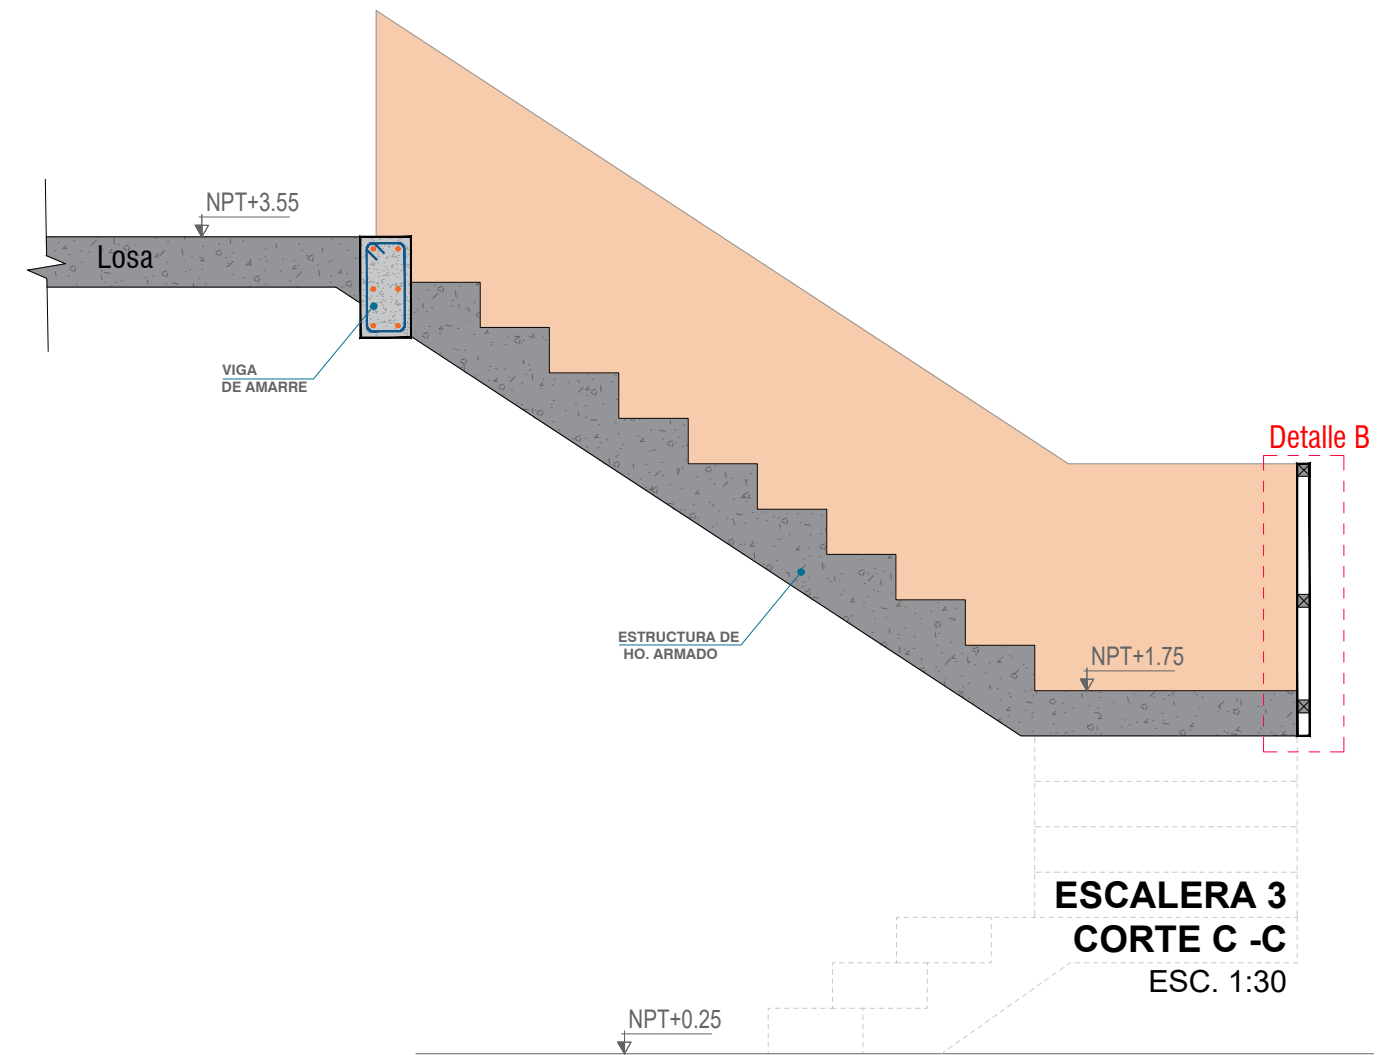 NPT+3.55
Losa
VIGA
DE AMARRE
Detalle B
ESTRUCTURA DE
HO. ARMADO
NPT+1.75
ESCALERA 3
CORTE C -C
ESC. 1:30
NPT+0.25